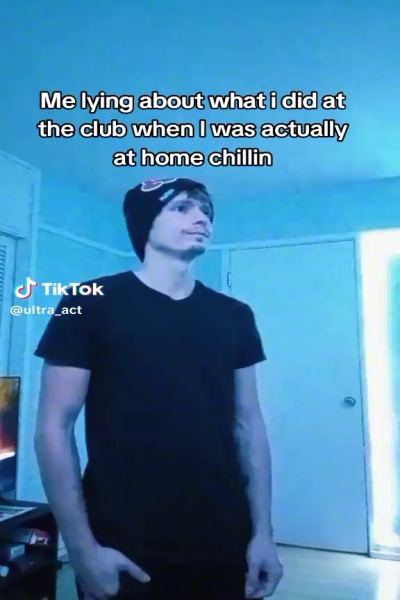 Me lying about what i did at
the club when I was actually
at home chillin
TikTok
@ultra_act